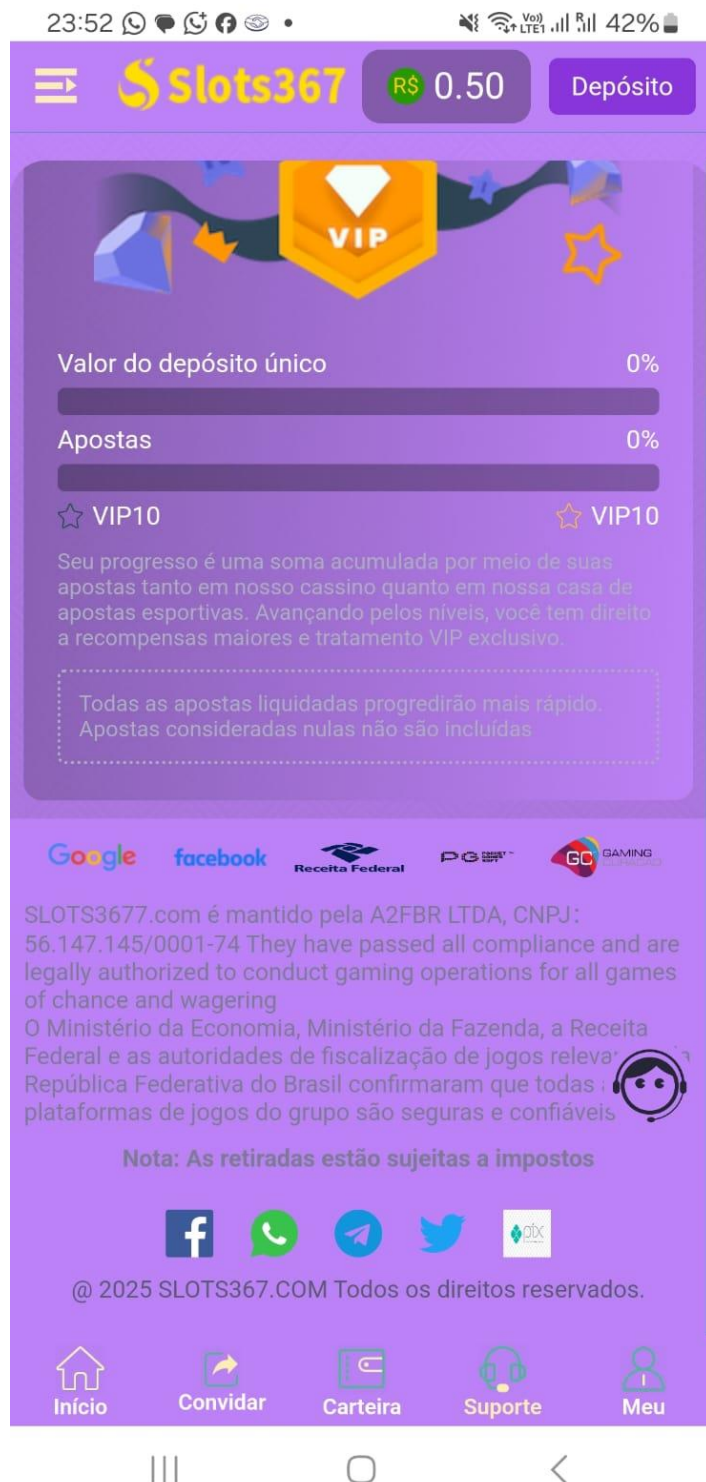 23:52 42%
Slots367 R$ 0.50 Depósito
VIP
Valor do depósito único 0%
Apostas 0%
VIP10 VIP10
Seu progresso é uma soma acumulada por meio de suas
apostas tanto em nosso cassino quanto em nossa casa de
apostas esportivas. Avançando pelos níveis, você tem direito
a recompensas maiores e tratamento VIP exclusivo.
Todas as apostas liquidadas progredirão mais rápido.
Apostas consideradas nulas não são incluídas
Google facebook Receita Federal PG GC GAMING
SLOTS3677.com é mantido pela A2FBR LTDA, CNPJ:
56.147.145/0001-74 They have passed all compliance and are
legally authorized to conduct gaming operations for all games
of chance and wagering
O Ministério da Economia, Ministério da Fazenda, a Receita
Federal e as autoridades de fiscalização de jogos
República Federativa do Brasil confirmaram que todas
plataformas de jogos do grupo são seguras e confiáveis
Nota: As retiradas estão sujeitas a impostos
pix
@ 2025 SLOTS367.COM Todos os direitos reservados.
Início Convidar Carteira Suporte Meu